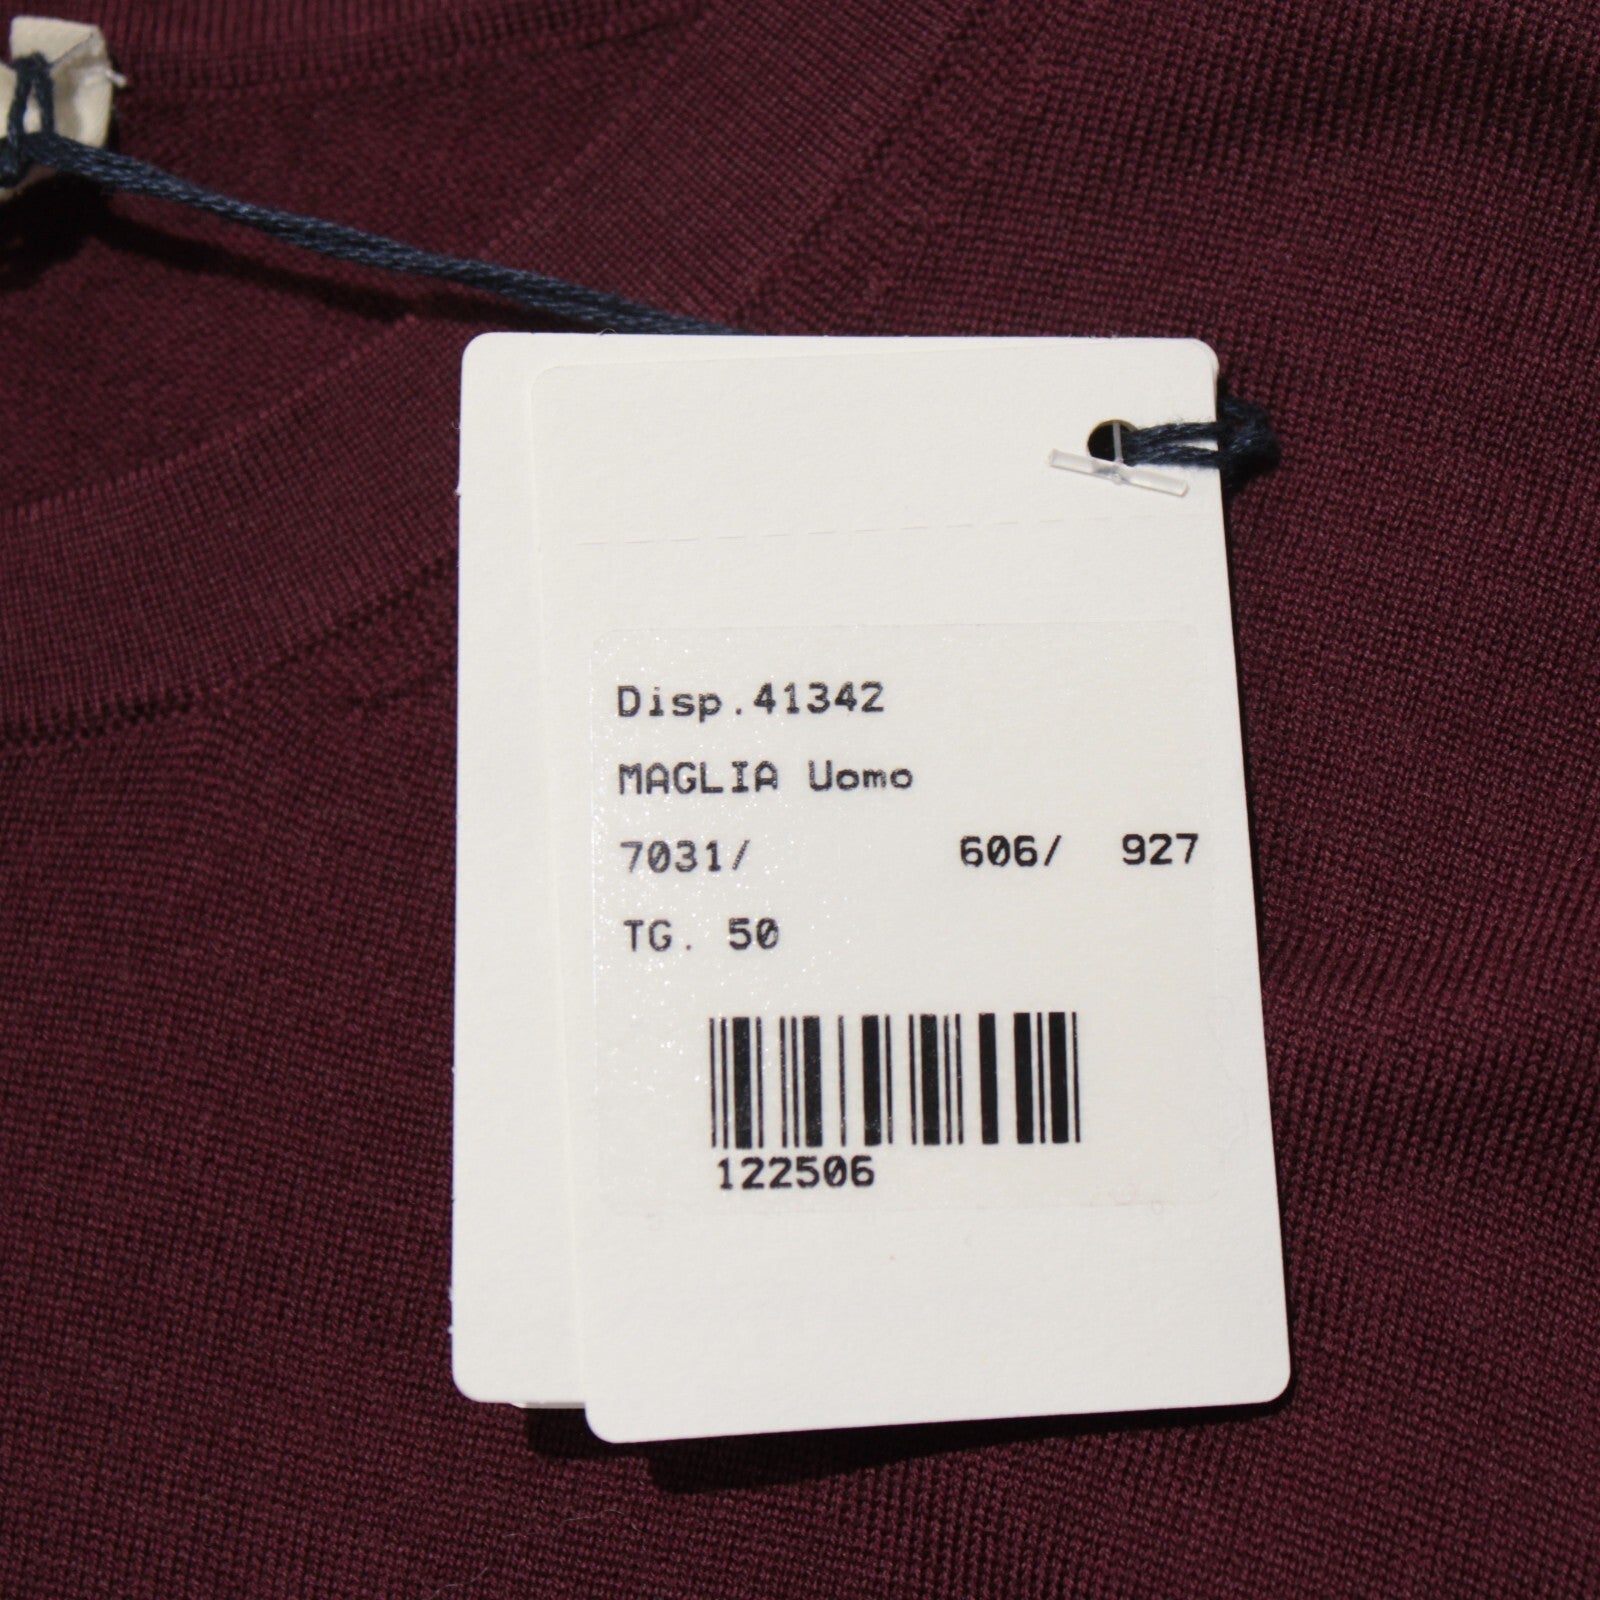 Disp.41342
MAGLIA Uomo
7031/ 606/ 927
TG. 50
122506